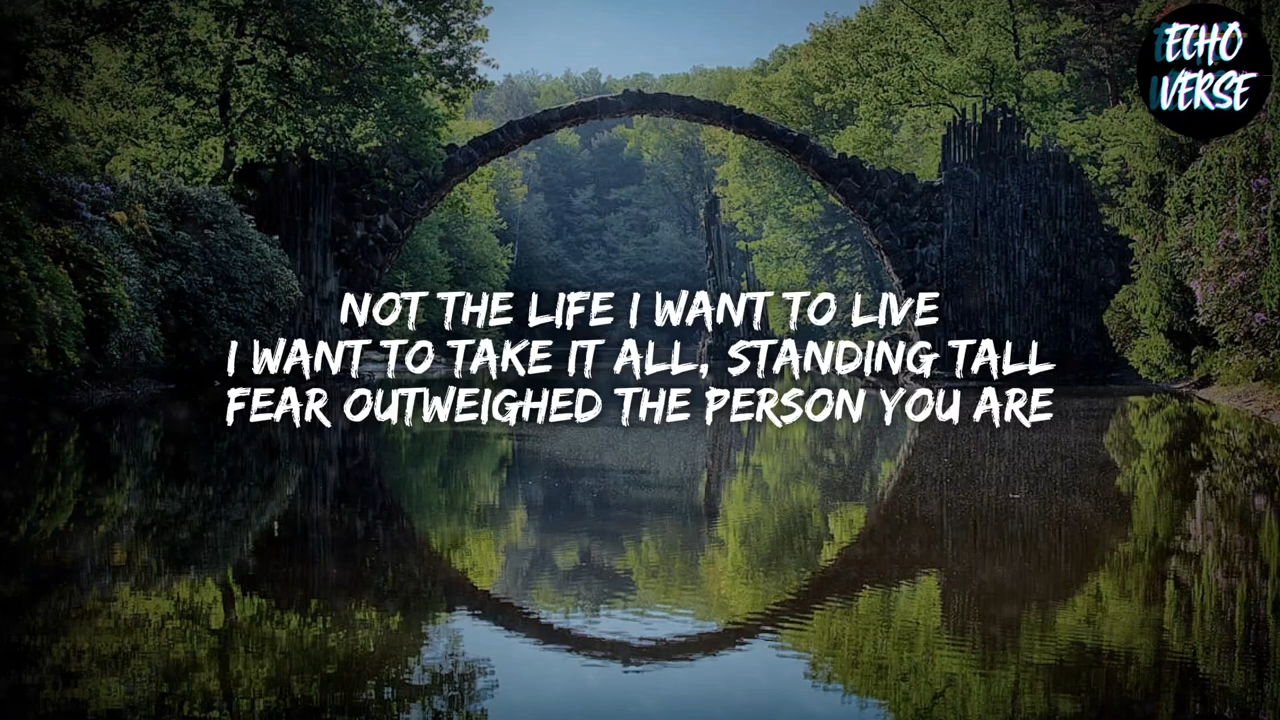 ECHO
VERSE
NOT THE LIFE I WANT TO LIVE
I WANT TO TAKE IT ALL, STANDING TALL
FEAR OUTWEIGHED THE PERSON YOU ARE